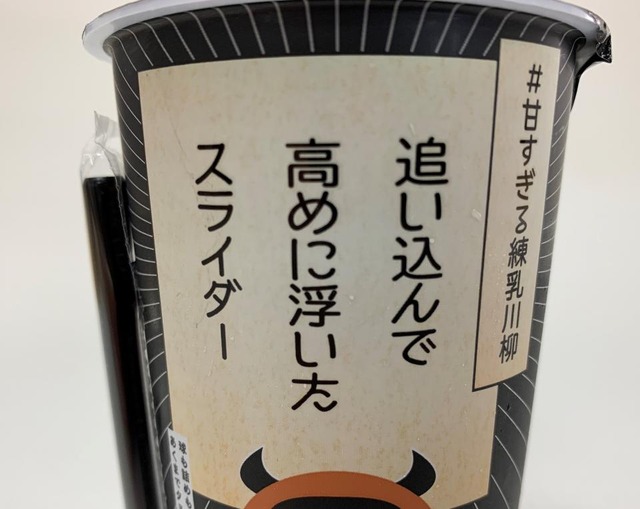 #甘すぎる練乳川柳
追い込んで
高めに浮いた
スライダー